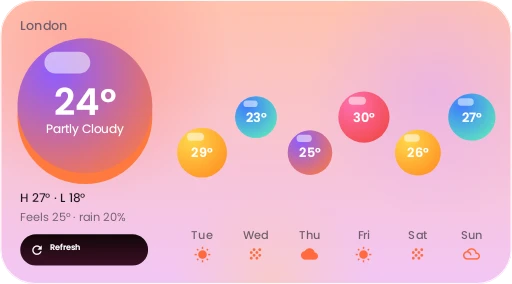 London
24°
Partly Cloudy
H 27° · L 18°
Feels 25° · rain 20%
Refresh
29°
23°
25°
30°
26°
27°
Tue Wed Thu Fri Sat Sun